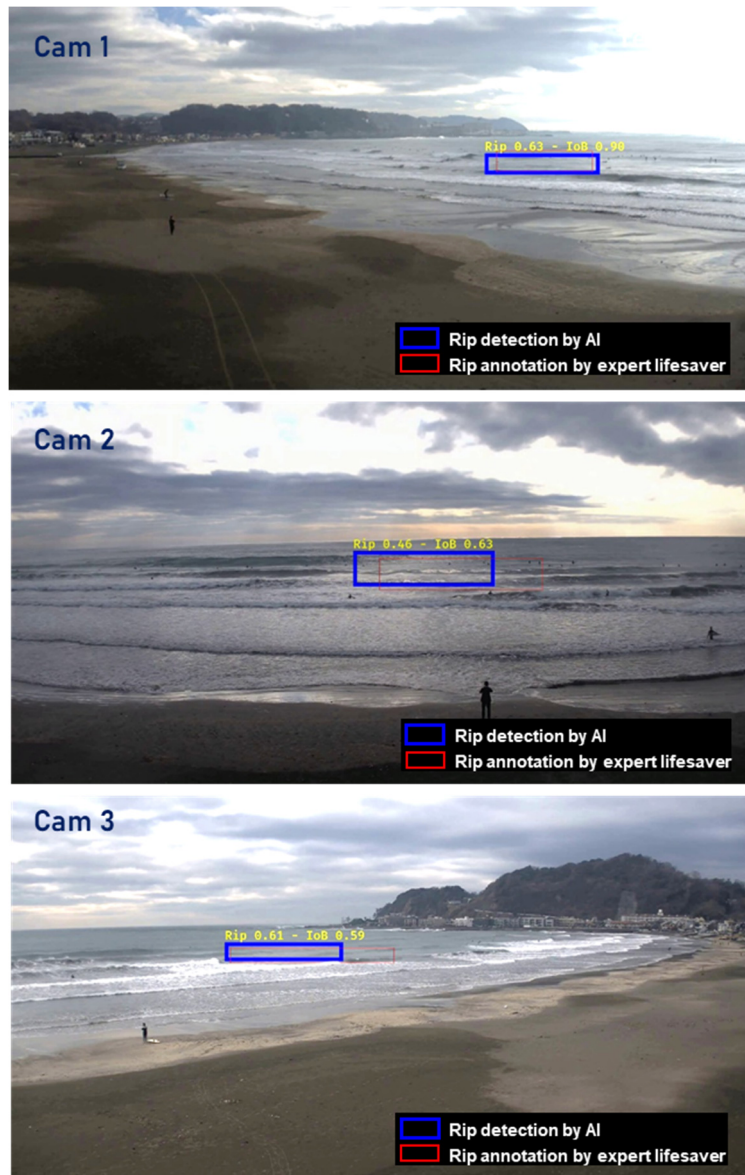 Cam 1
Rip 0.63 - IoB 0.90
Rip detection by AI
Rip annotation by expert lifesaver
Cam 2
Rip 0.46 - IoB 0.63
Rip detection by AI
Rip annotation by expert lifesaver
Cam 3
Rip 0.61 - IoB 0.59
Rip detection by AI
Rip annotation by expert lifesaver